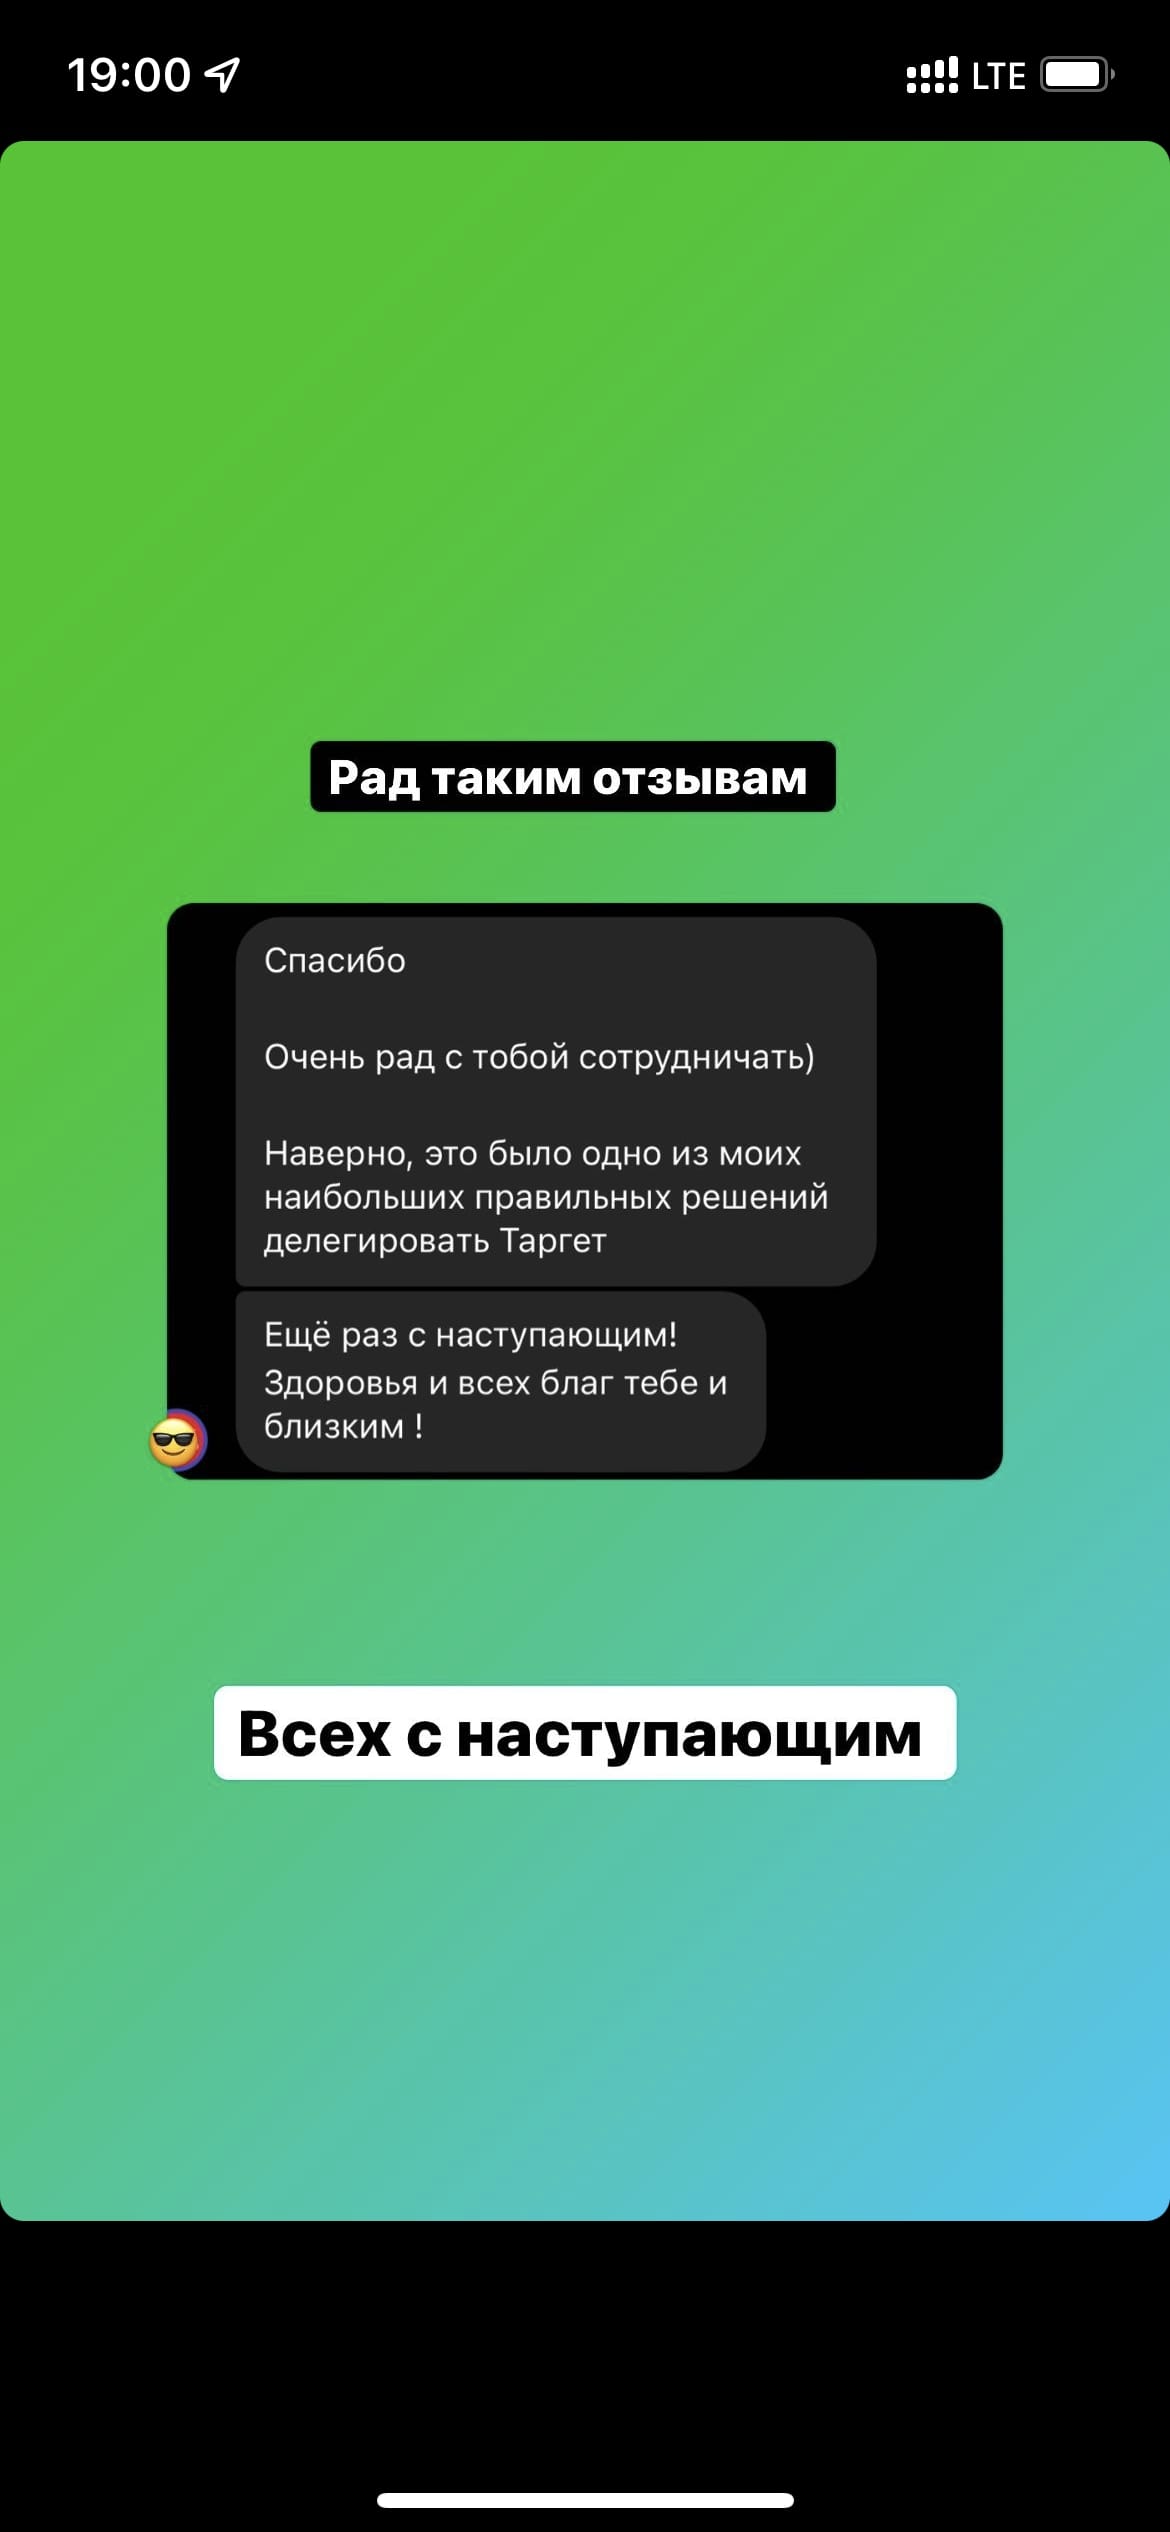 19:00
LTE
Рад таким отзывам
Спасибо
Очень рад с тобой сотрудничать)
Наверно, это было одно из моих
наибольших правильных решений
делегировать Таргет
Ещё раз с наступающим!
Здоровья и всех благ тебе и
близким !
Всех с наступающим